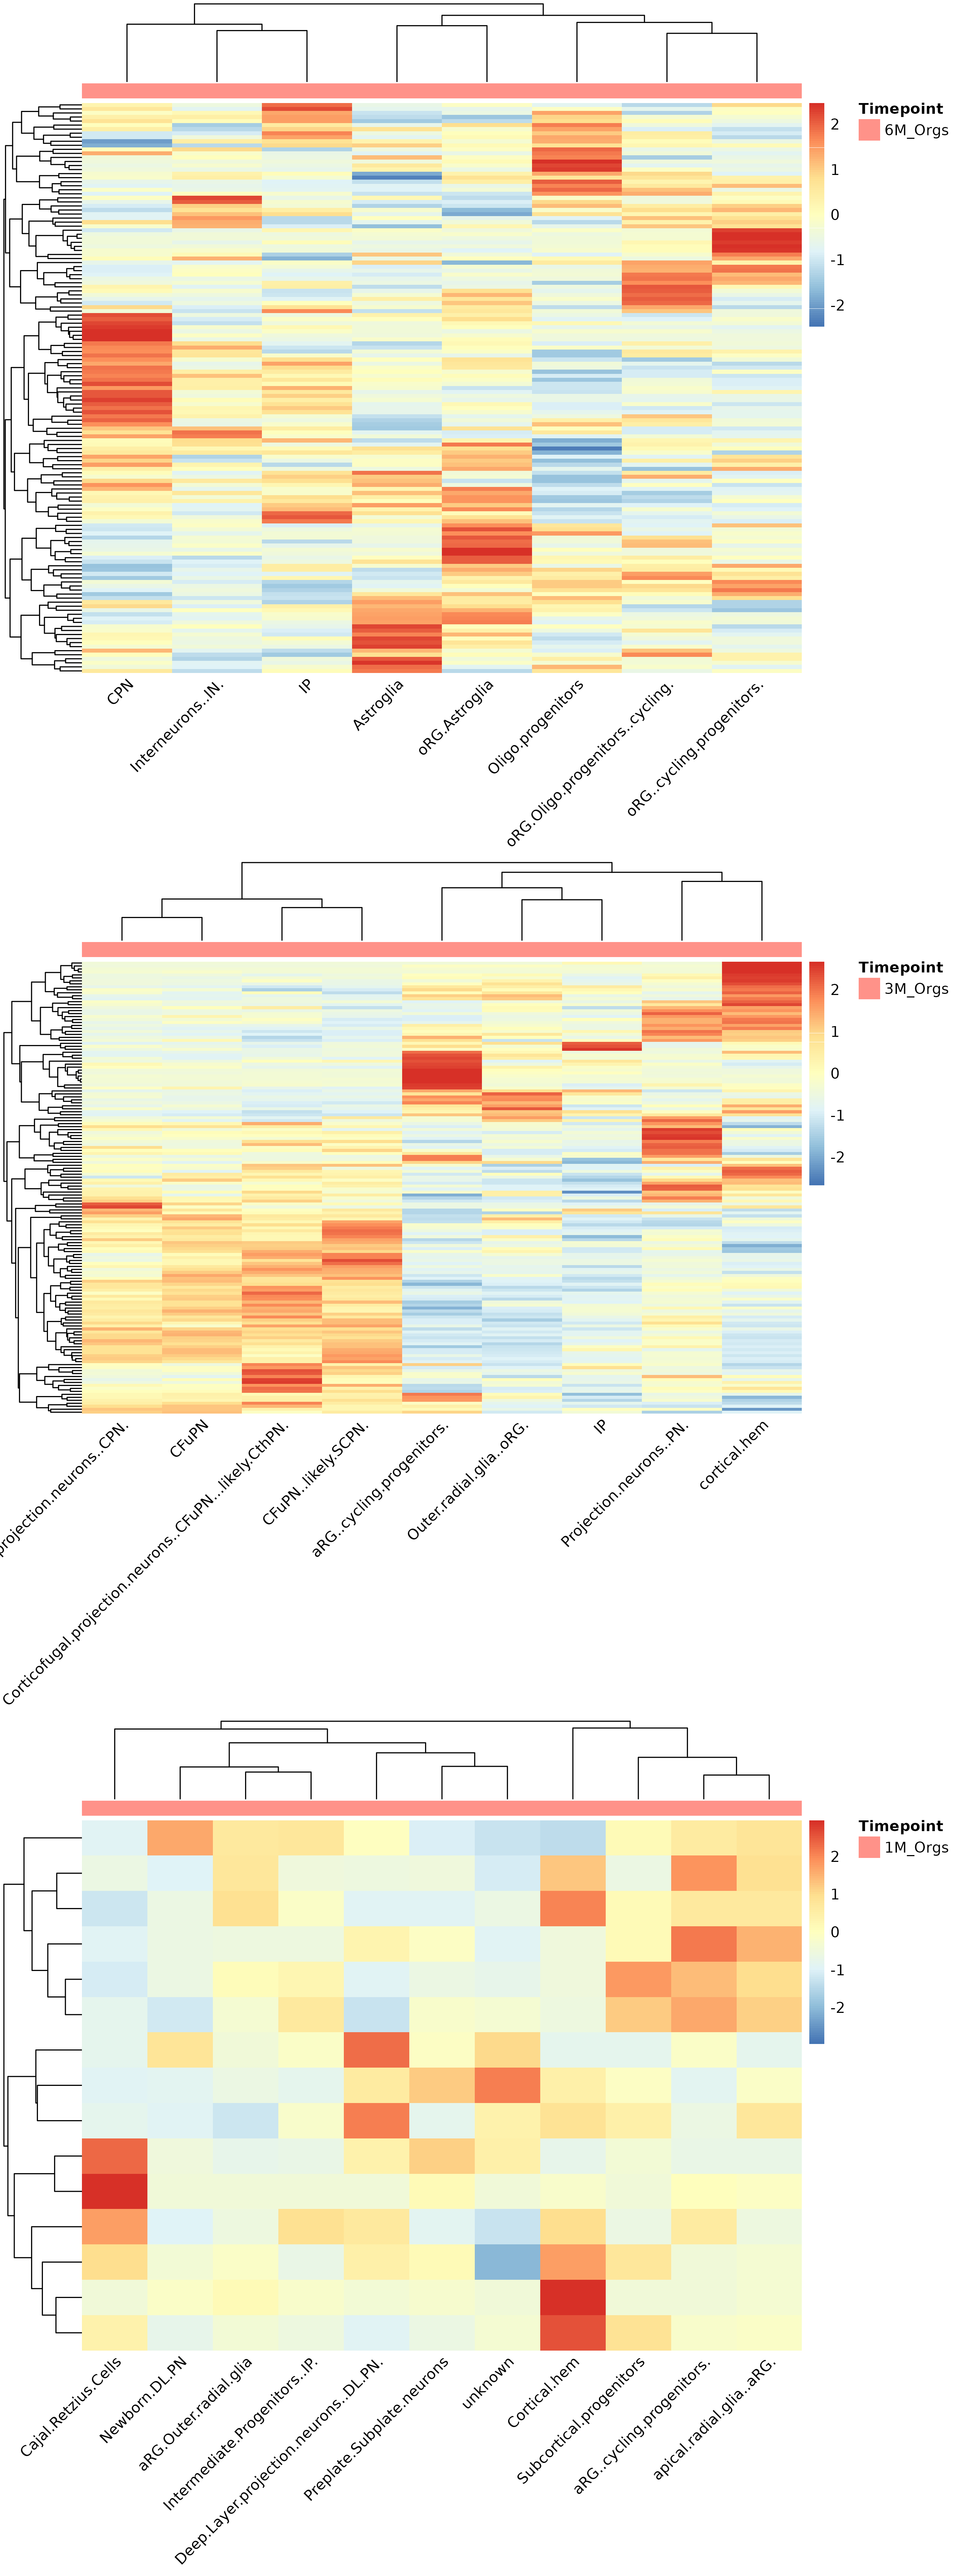 Timepoint
6M_Orgs
2
1
0
-1
-2
CPN
Interneurons..IN.
IP
Astroglia
oRG.Astroglia
Oligo.progenitors
oRG.Oligo.progenitors..cycling.
oRG..cycling.progenitors.
Timepoint
3M_Orgs
2
1
0
-1
-2
projection.neurons..CPN.
CFuPN
Corticofugal.projection.neurons..CFuPN...likely.CthPN.
CFuPN..likely.SCPN.
aRG..cycling.progenitors.
Outer.radial.glia..oRG.
IP
Projection.neurons..PN.
cortical.hem
Timepoint
1M_Orgs
2
1
0
-1
-2
Cajal.Retzius.Cells
Newborn.DL.PN
aRG.Outer.radial.glia
Intermediate.Progenitors..IP.
Deep.Layer.projection.neurons..DL.PN.
Preplate.Subplate.neurons
unknown
Cortical.hem
Subcortical.progenitors
aRG..cycling.progenitors.
apical.radial.glia..aRG.